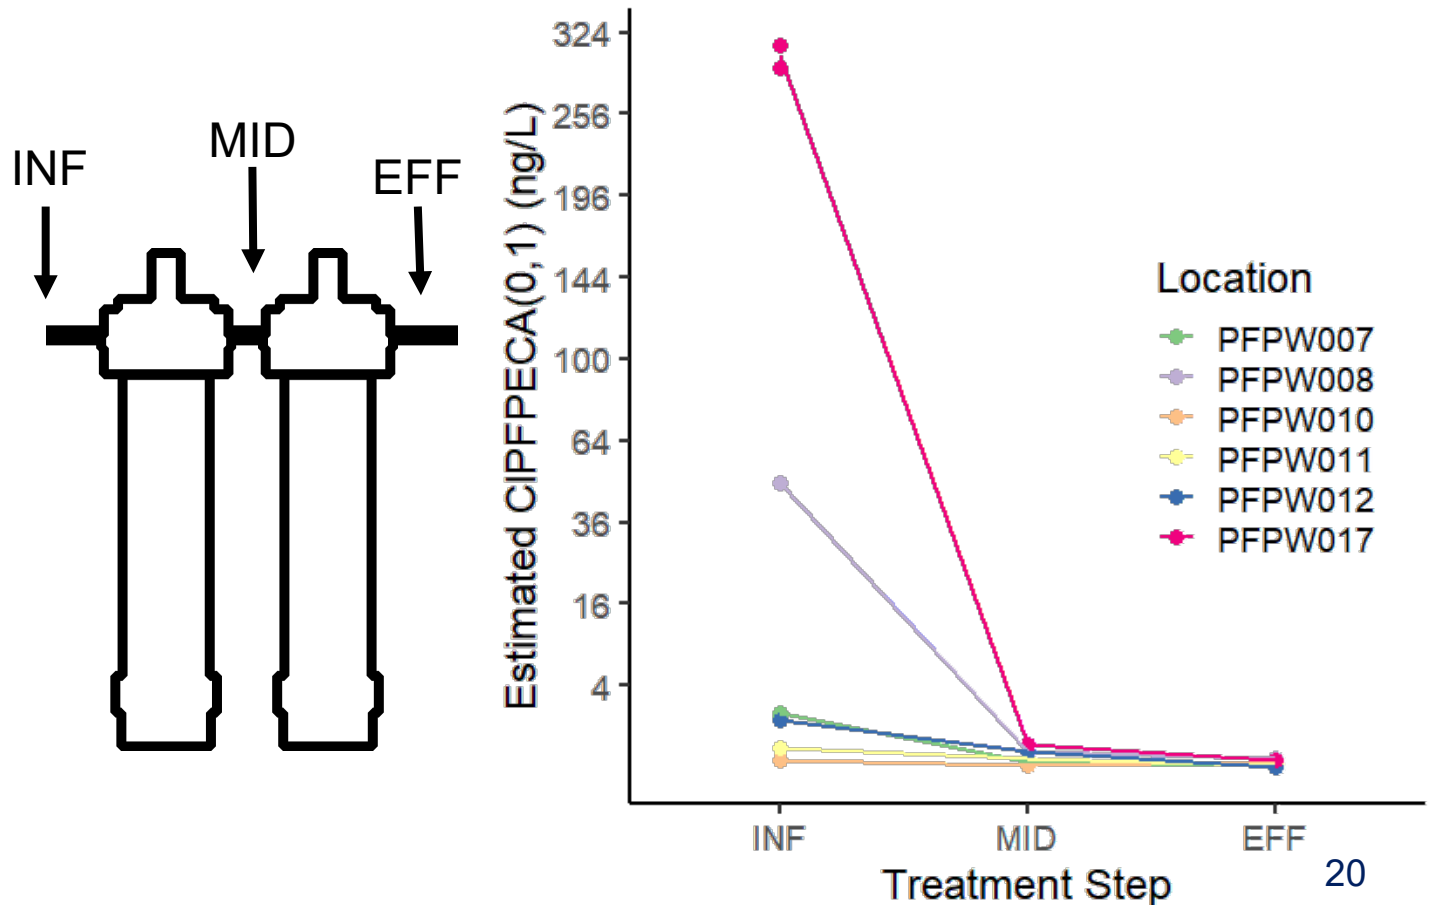 INF
MID
EFF
Estimated ClPFPECA(0,1) (ng/L)
324
256
196
144
100
64
36
16
4
INF
MID
EFF
Treatment Step
Location
PFPW007
PFPW008
PFPW010
PFPW011
PFPW012
PFPW017
20